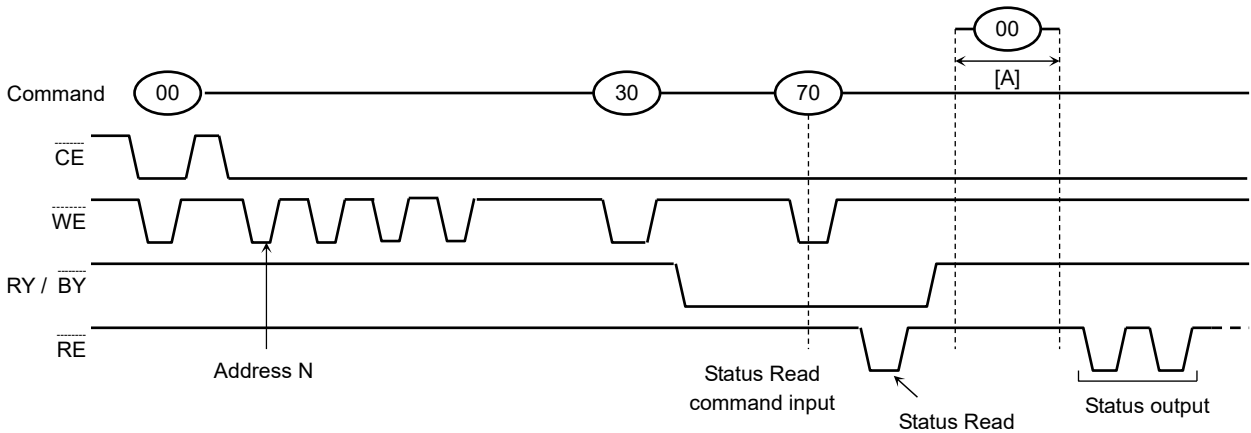 00
[A]
Command 00 30 70
CE
WE
RY / BY
RE
Address N
Status Read
command input
Status Read
Status output